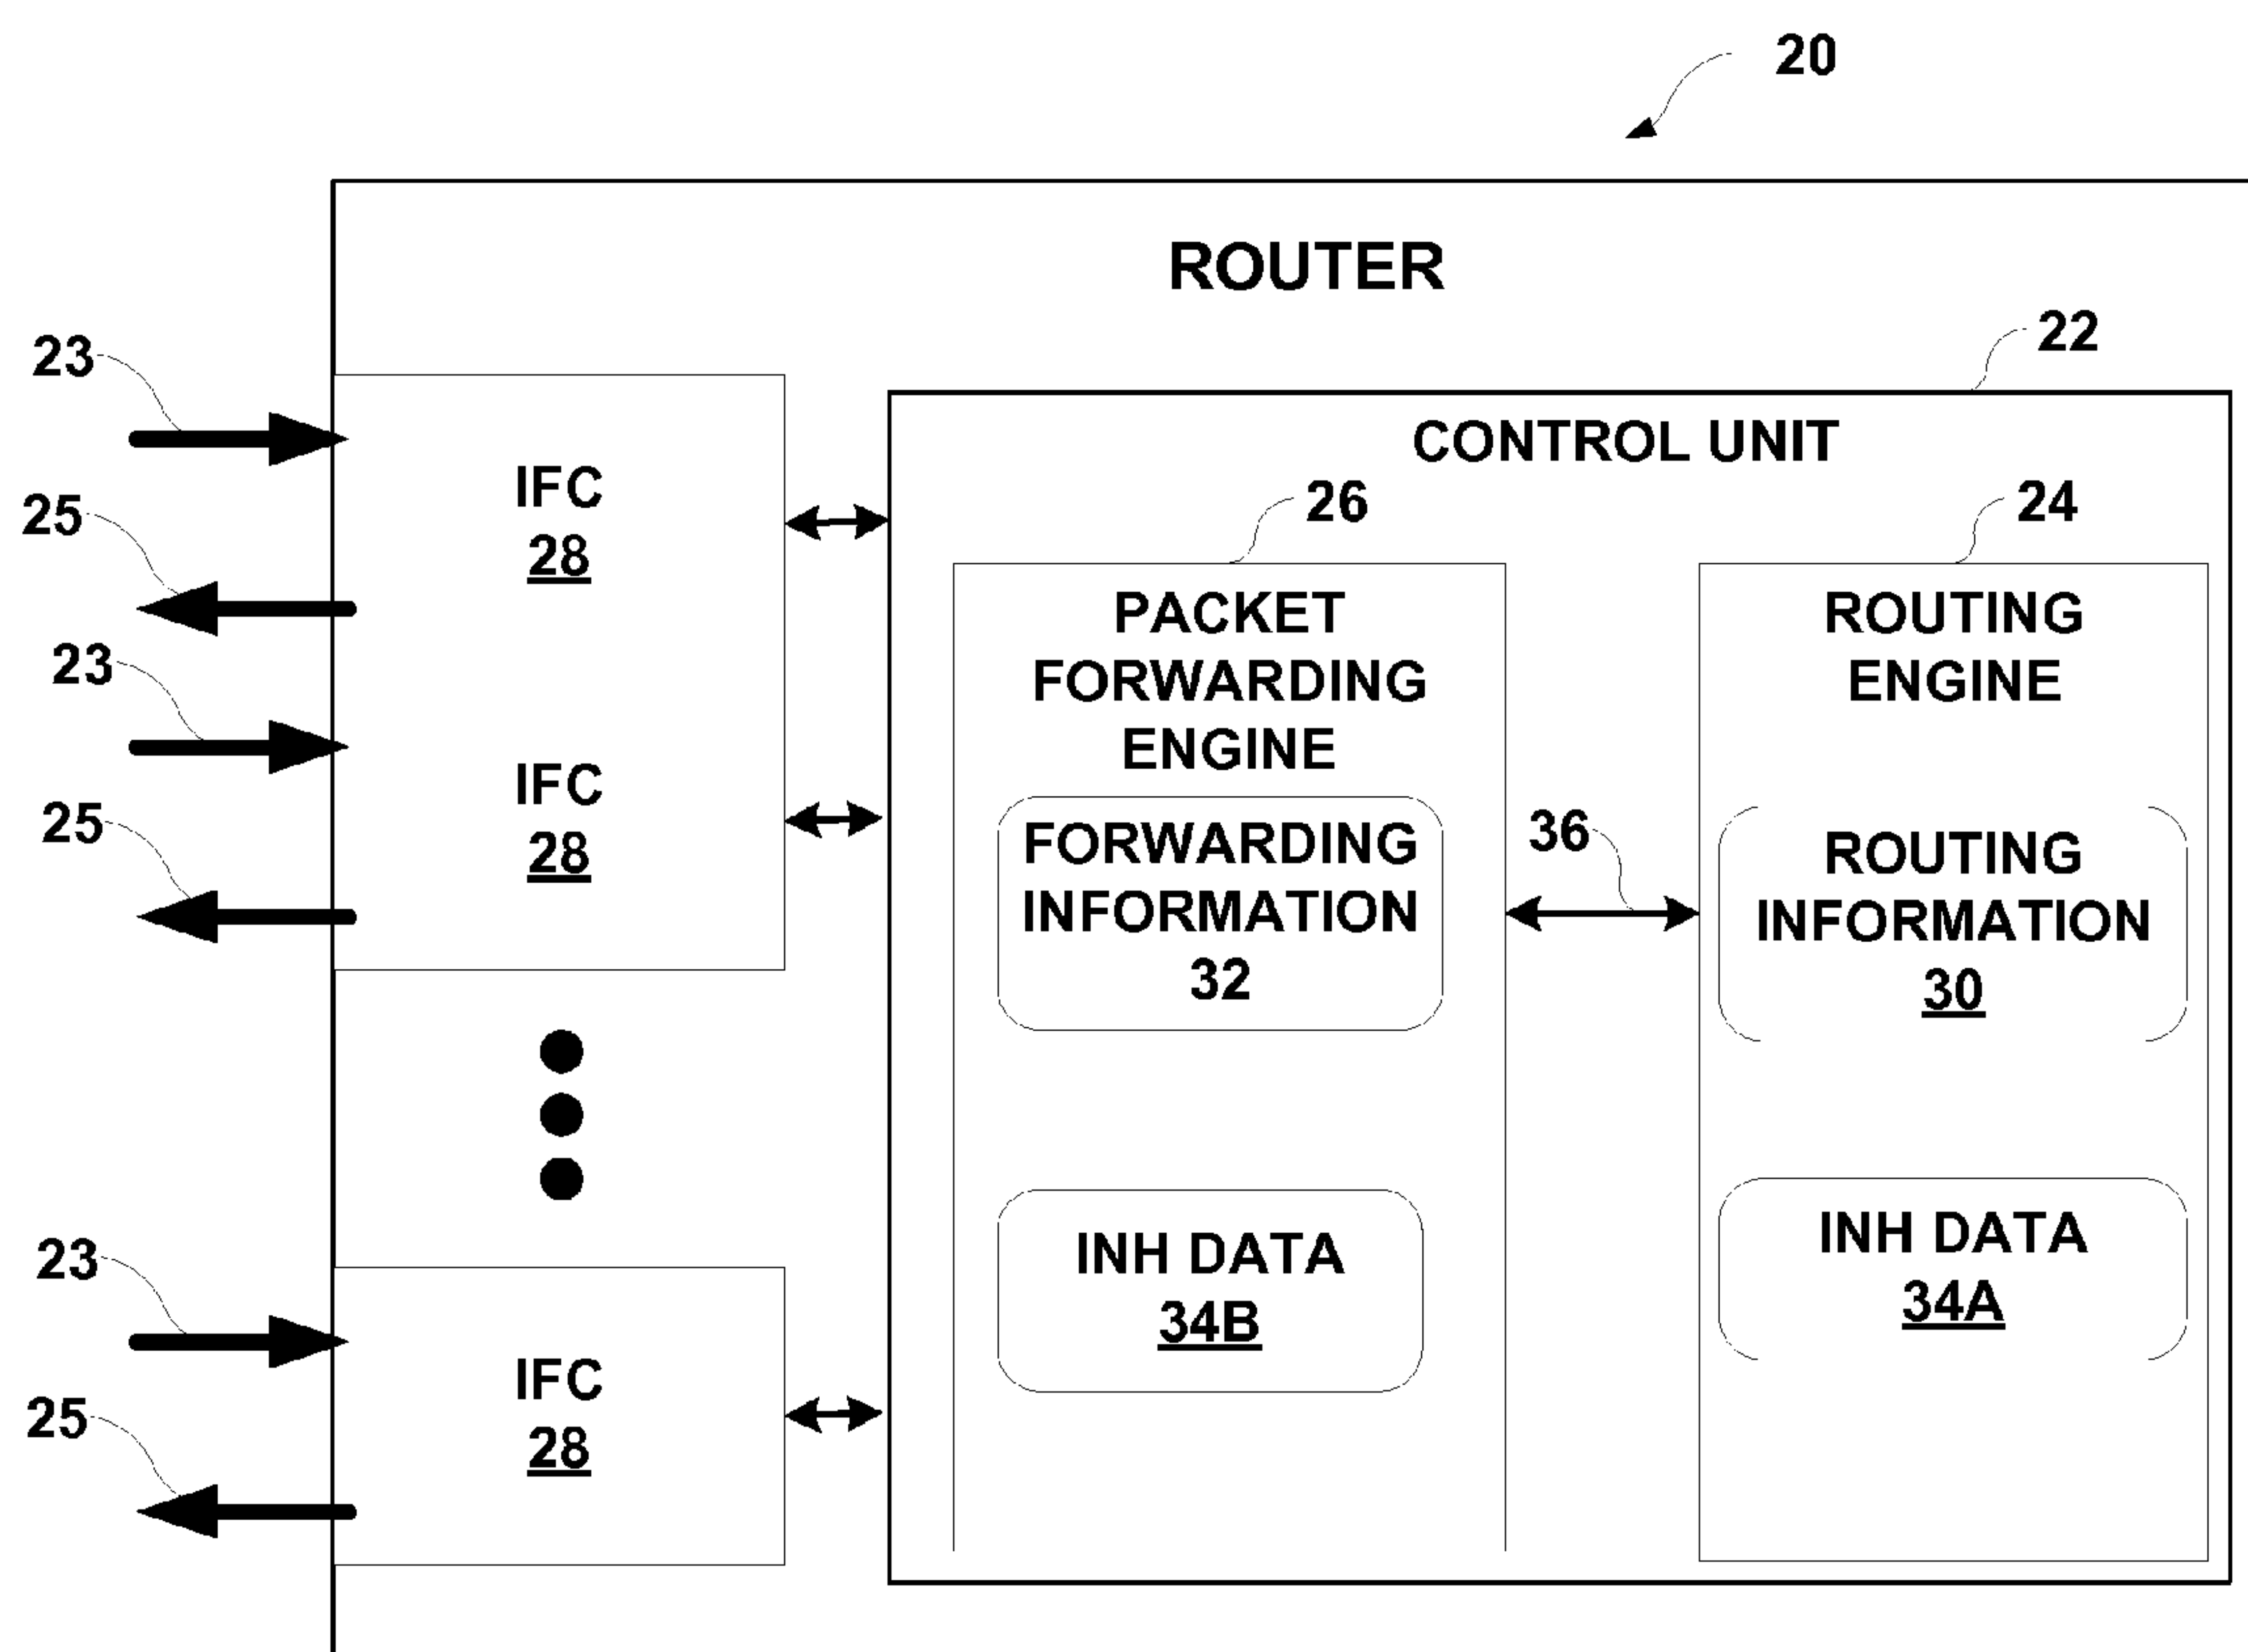 20
ROUTER
22
23
CONTROL UNIT
IFC
28
25
26
24
PACKET
FORWARDING
ENGINE
ROUTING
ENGINE
23
IFC
28
25
FORWARDING
INFORMATION
32
36
ROUTING
INFORMATION
30
INH DATA
34B
INH DATA
34A
23
IFC
28
25